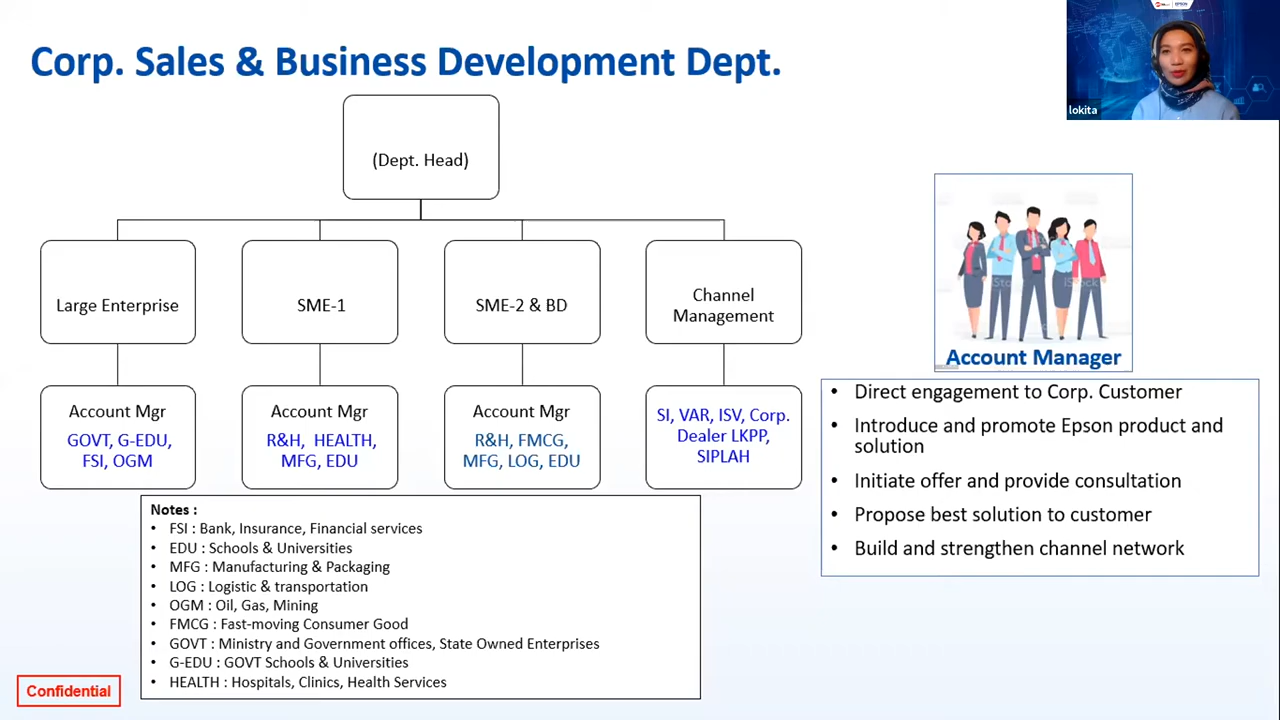 Corp. Sales & Business Development Dept.
lokita
(Dept. Head)
Large Enterprise
SME-1
SME-2 & BD
Channel
Management
Account Mgr
GOVT, G-EDU,
FSI, OGM
Account Mgr
R&H, HEALTH,
MFG, EDU
Account Mgr
R&H, FMCG,
MFG, LOG, EDU
SI, VAR, ISV, Corp.
Dealer LKPP,
SIPLAH
Notes :
• FSI : Bank, Insurance, Financial services
• EDU : Schools & Universities
• MFG : Manufacturing & Packaging
• LOG : Logistic & transportation
• OGM : Oil, Gas, Mining
• FMCG : Fast-moving Consumer Good
• GOVT : Ministry and Government offices, State Owned Enterprises
• G-EDU : GOVT Schools & Universities
• HEALTH : Hospitals, Clinics, Health Services
Confidential
Account Manager
• Direct engagement to Corp. Customer
• Introduce and promote Epson product and
solution
• Initiate offer and provide consultation
• Propose best solution to customer
• Build and strengthen channel network